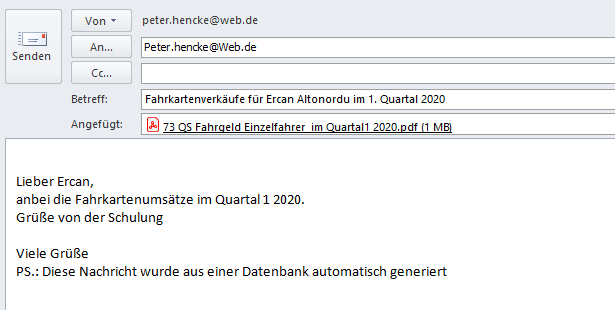 Senden
Von
peter.hencke@web.de
An...
Peter.hencke@Web.de
Cc...
Betreff:
Fahrkartenverkäufe für Ercan Altonordu im 1. Quartal 2020
Angefügt:
73 QS Fahrgeld Einzelfahrer im Quartal1 2020.pdf (1 MB)
Lieber Ercan,
anbei die Fahrkartenumsätze im Quartal 1 2020.
Grüße von der Schulung
Viele Grüße
PS.: Diese Nachricht wurde aus einer Datenbank automatisch generiert